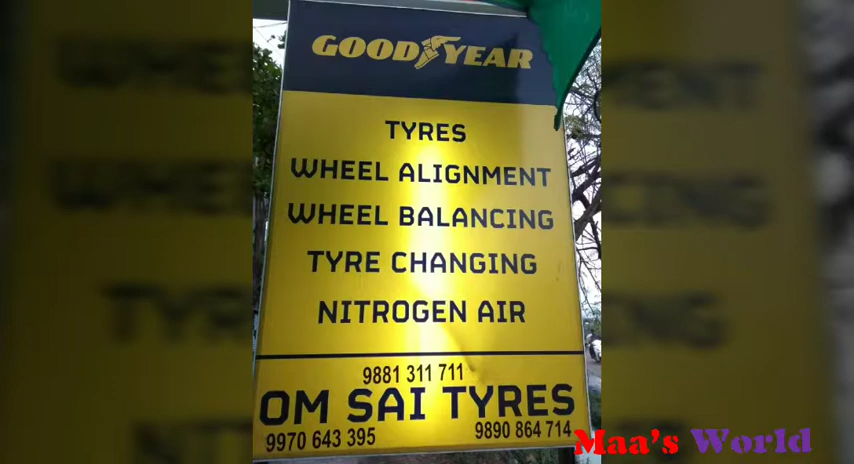 GOODYEAR
TYRES
WHEEL ALIGNMENT
WHEEL BALANCING
TYRE CHANGING
NITROGEN AIR
9881 311 711
OM SAI TYRES
9970 643 395 9890 864 714
Maa's World